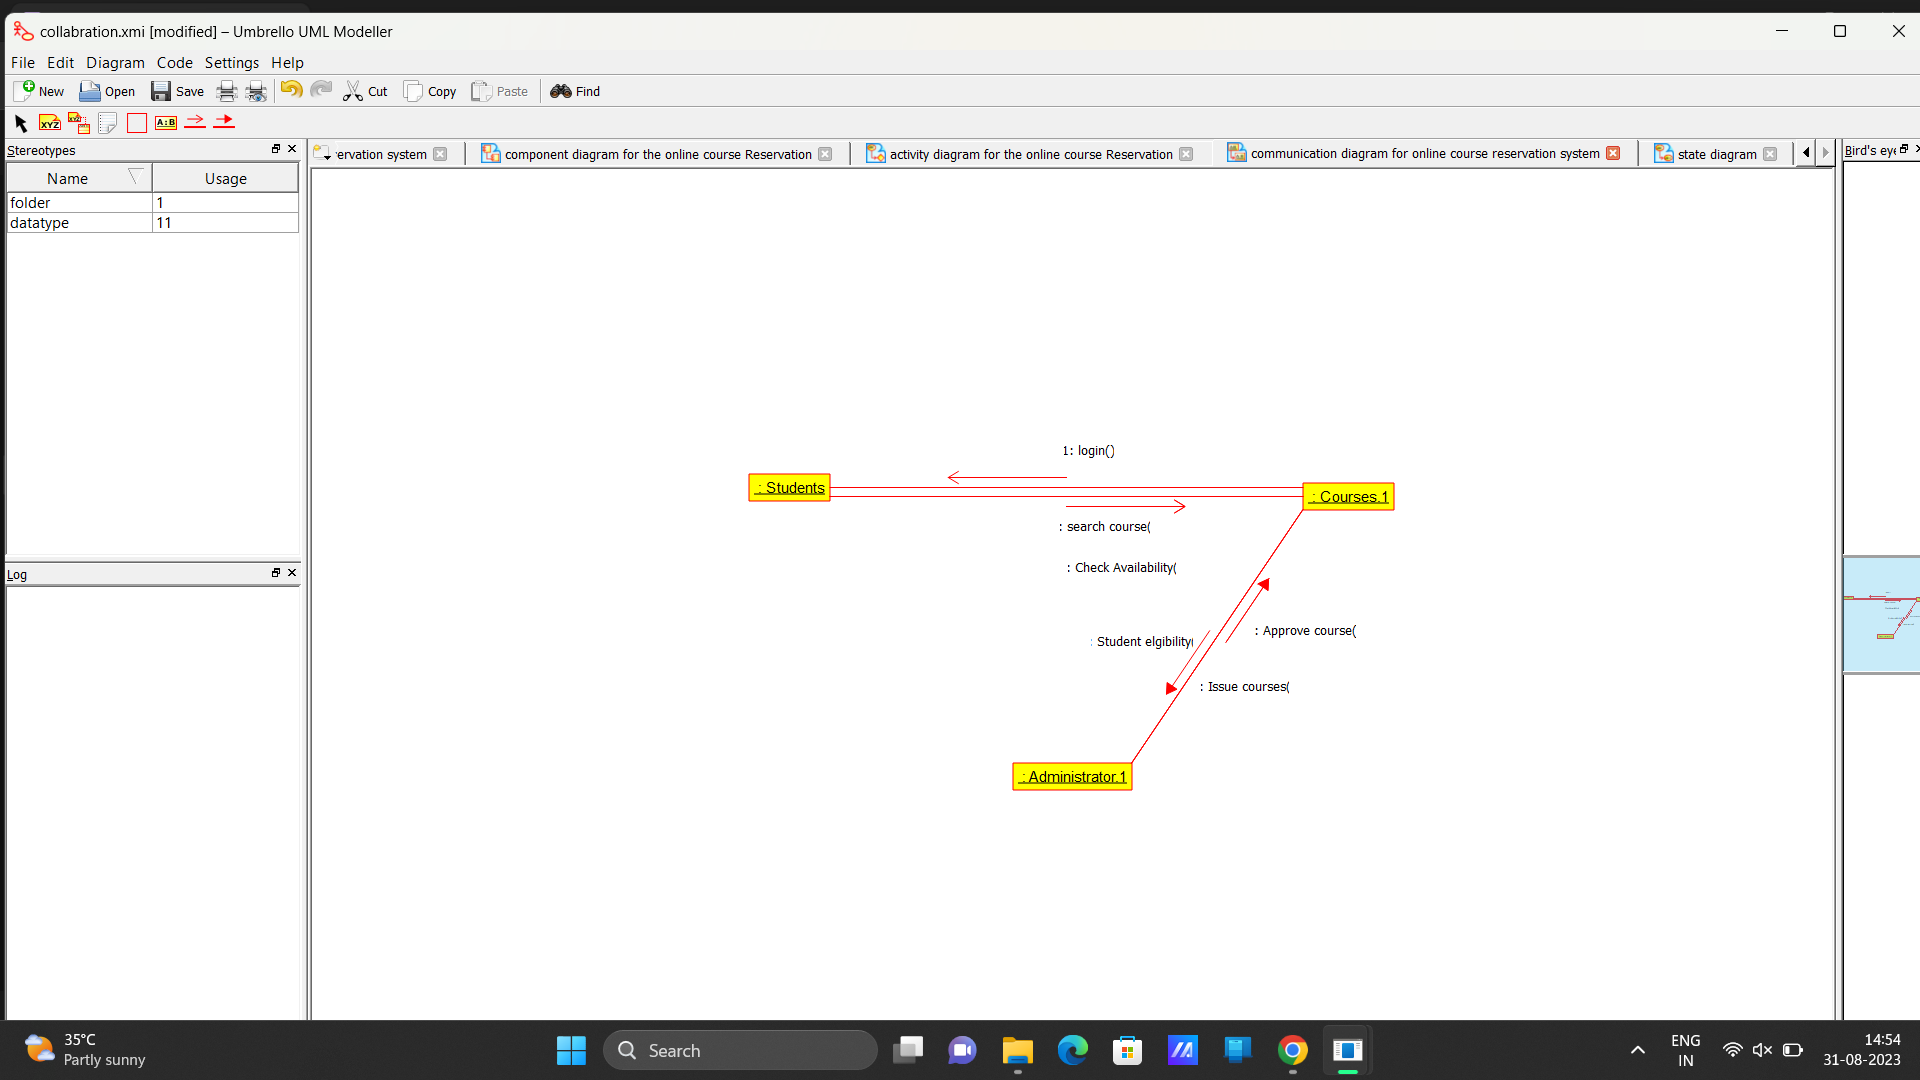 collabration.xmi [modified] – Umbrello UML Modeller
File Edit Diagram Code Settings Help
New Open Save Cut Copy Paste Find
XYZ XYZ A:B
Stereotypes
Name Usage
folder 1
datatype 11
Log
ervation system
component diagram for the online course Reservation
activity diagram for the online course Reservation
communication diagram for online course reservation system
state diagram
Bird's eye
1: login()
: Students
: Courses.1
: search course(
: Check Availability(
: Student elgibility(
: Approve course(
: Issue courses(
: Administrator.1
35°C
Partly sunny
Search
ENG
IN
14:54
31-08-2023